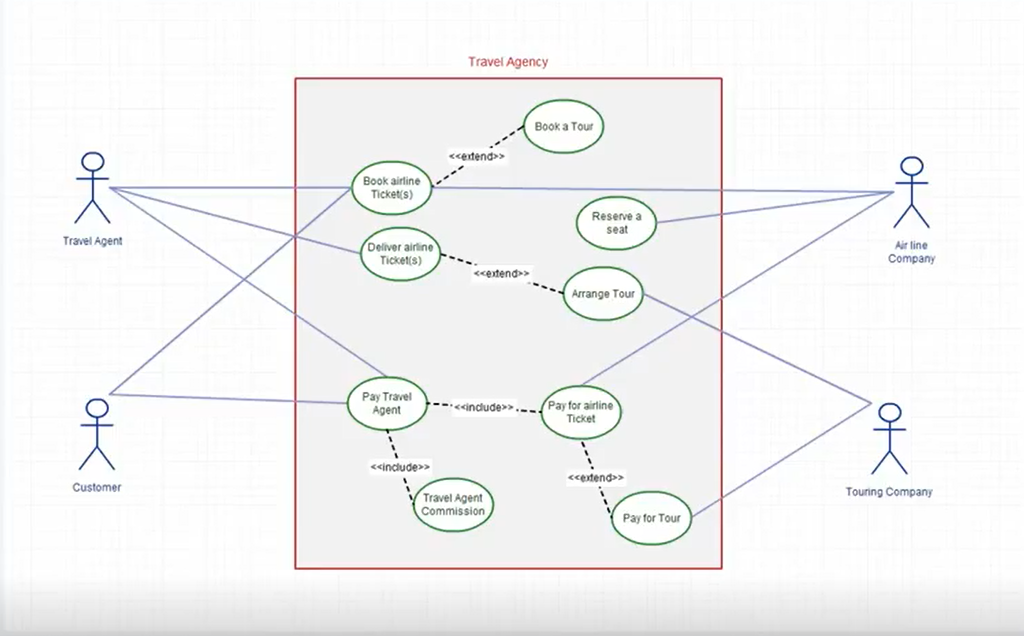 Travel Agency
Book a Tour
<<extend>>
Book airline
Ticket(s)
Travel Agent
Reserve a
seat
Air line
Company
Deliver airline
Ticket(s)
<<extend>>
Arrange Tour
Pay Travel
Agent
<<include>>
Pay for airline
Ticket
Customer
<<include>>
<<extend>>
Touring Company
Travel Agent
Commission
Pay for Tour